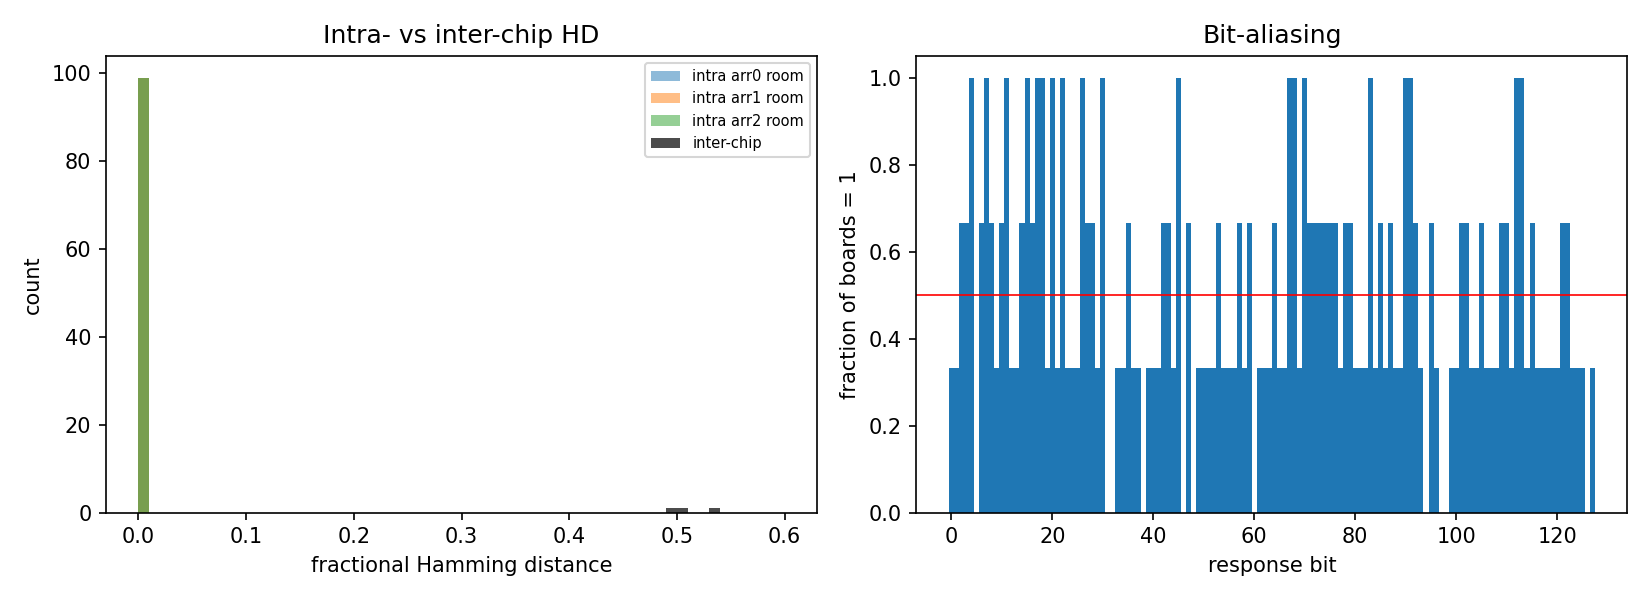 Intra- vs inter-chip HD
count
100
80
60
40
20
0
0.0 0.1 0.2 0.3 0.4 0.5 0.6
fractional Hamming distance
intra arr0 room
intra arr1 room
intra arr2 room
inter-chip
Bit-aliasing
fraction of boards = 1
1.0
0.8
0.6
0.4
0.2
0.0
0 20 40 60 80 100 120
response bit